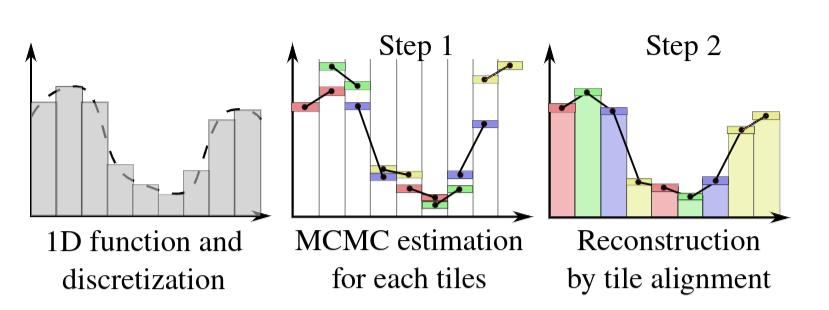 Step 1
Step 2
1D function and
discretization
MCMC estimation
for each tiles
Reconstruction
by tile alignment